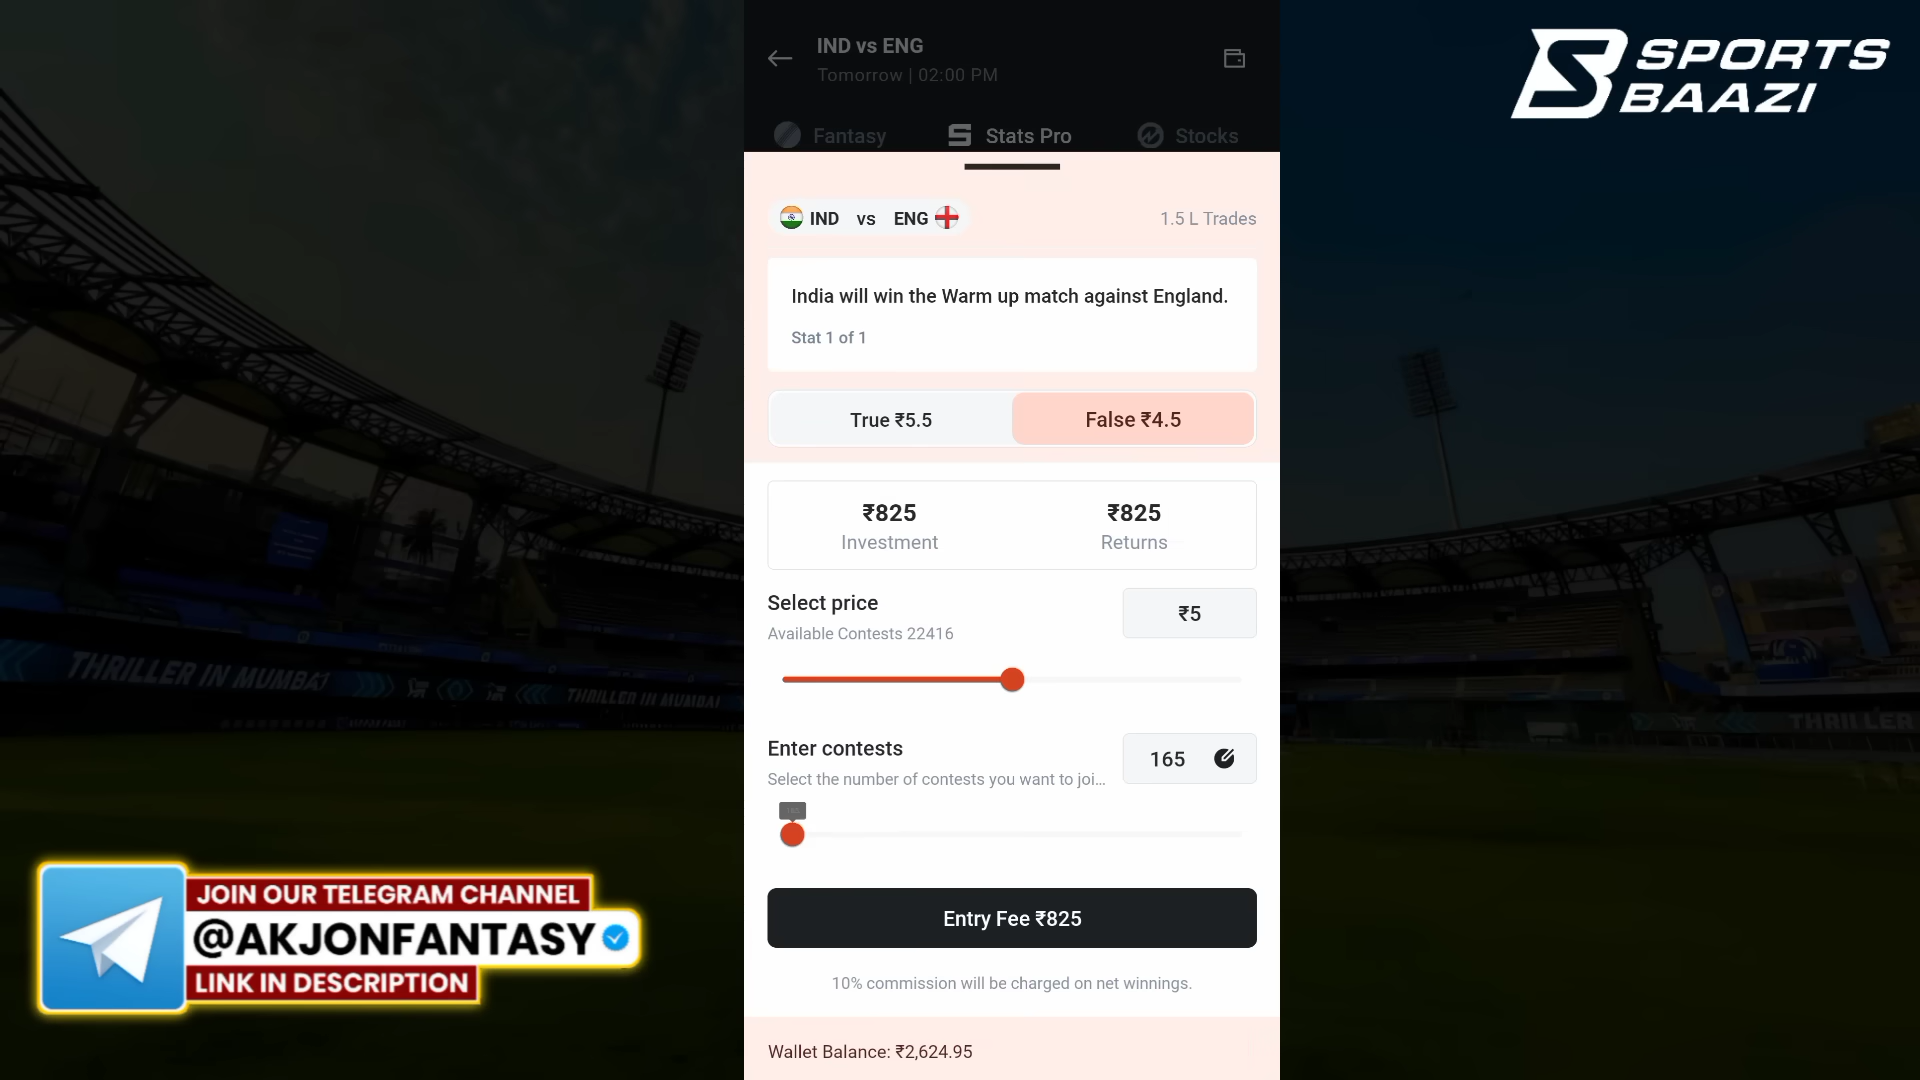 IND vs ENG
Tomorrow | 02:00 PM
Fantasy
Stats Pro
Stocks
SPORTS
BAAZI
IND vs ENG
1.5 L Trades
India will win the Warm up match against England.
Stat 1 of 1
True ₹5.5
False ₹4.5
₹825
₹825
Investment
Returns
Select price
₹5
Available Contests 22416
THRILLER IN MUMBAI
THRILLER IN MUMBAI
THRILLER
Enter contests
165
Select the number of contests you want to joi...
Entry Fee ₹825
10% commission will be charged on net winnings.
Wallet Balance: ₹2,624.95
JOIN OUR TELEGRAM CHANNEL
@AKJONFANTASY
LINK IN DESCRIPTION